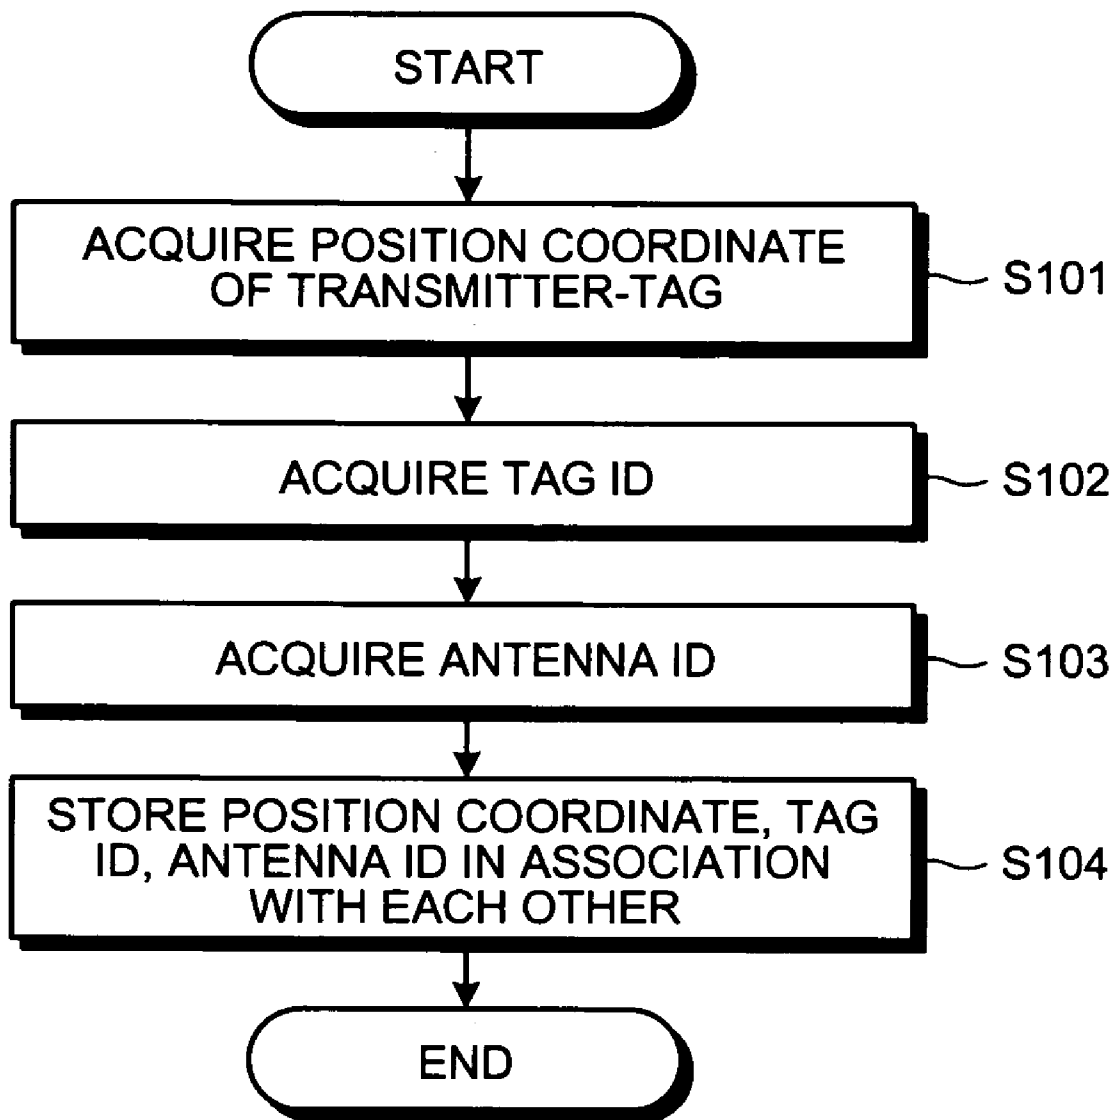 START
ACQUIRE POSITION COORDINATE
OF TRANSMITTER-TAG
S101
ACQUIRE TAG ID
S102
ACQUIRE ANTENNA ID
S103
STORE POSITION COORDINATE, TAG
ID, ANTENNA ID IN ASSOCIATION
WITH EACH OTHER
S104
END